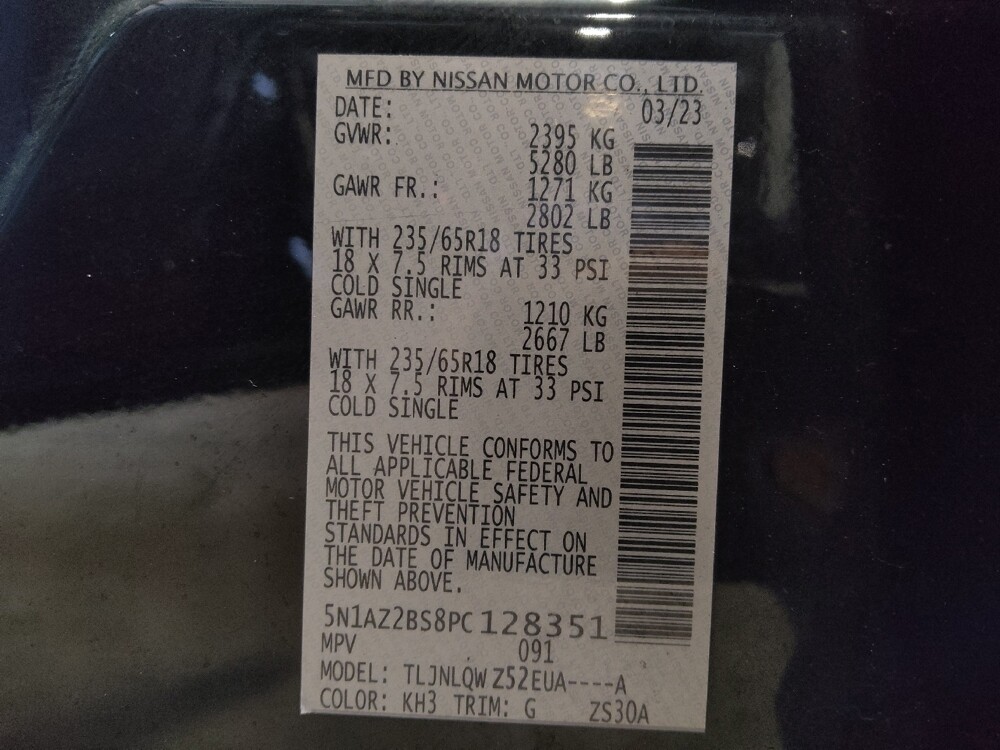 MFD BY NISSAN MOTOR CO., LTD.
DATE: 03/23
GVWR: 2395 KG
5280 LB
GAWR FR.: 1271 KG
2802 LB
WITH 235/65R18 TIRES
18 X 7.5 RIMS AT 33 PSI
COLD SINGLE
GAWR RR.: 1210 KG
2667 LB
WITH 235/65R18 TIRES
18 X 7.5 RIMS AT 33 PSI
COLD SINGLE
THIS VEHICLE CONFORMS TO
ALL APPLICABLE FEDERAL
MOTOR VEHICLE SAFETY AND
THEFT PREVENTION
STANDARDS IN EFFECT ON
THE DATE OF MANUFACTURE
SHOWN ABOVE.
5N1AZ2BS8PC128351
MPV 091
MODEL: TLJNLQWZ52EUA----A
COLOR: KH3 TRIM: G ZS30A